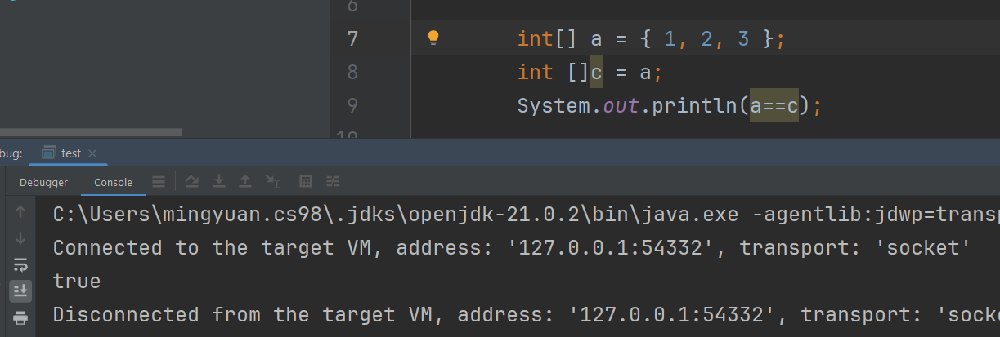 6
7 int[] a = { 1, 2, 3 };
8 int []c = a;
9 System.out.println(a==c);
10
bug: test
Debugger Console
C:\Users\mingyuan.cs98\.jdks\openjdk-21.0.2\bin\java.exe -agentlib:jdwp=transp
Connected to the target VM, address: '127.0.0.1:54332', transport: 'socket'
true
Disconnected from the target VM, address: '127.0.0.1:54332', transport: 'socke